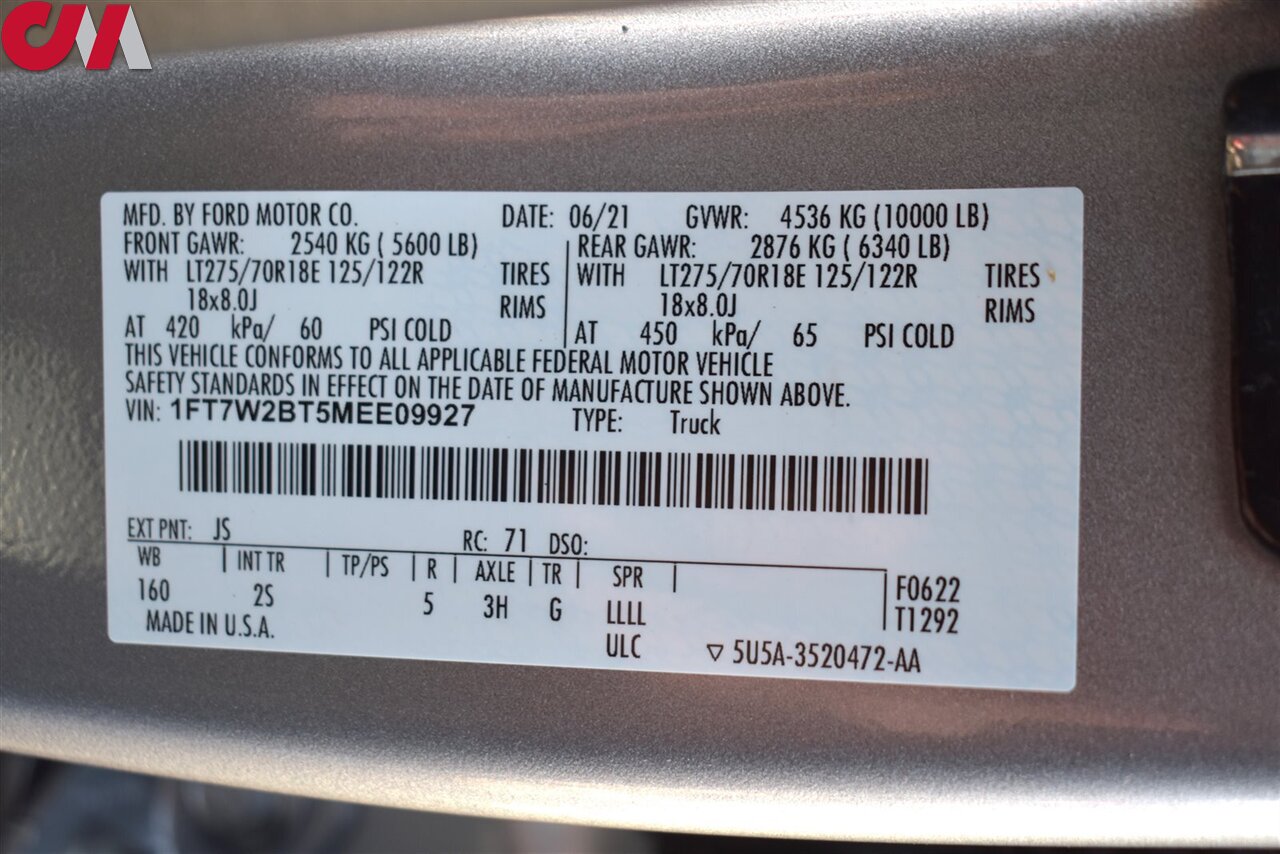 CM
MFD. BY FORD MOTOR CO. DATE: 06/21 GVWR: 4536 KG (10000 LB)
FRONT GAWR: 2540 KG ( 5600 LB) REAR GAWR: 2876 KG ( 6340 LB)
WITH LT275/70R18E 125/122R TIRES WITH LT275/70R18E 125/122R TIRES
18x8.0J RIMS 18x8.0J RIMS
AT 420 kPa/ 60 PSI COLD AT 450 kPa/ 65 PSI COLD
THIS VEHICLE CONFORMS TO ALL APPLICABLE FEDERAL MOTOR VEHICLE
SAFETY STANDARDS IN EFFECT ON THE DATE OF MANUFACTURE SHOWN ABOVE.
VIN: 1FT7W2BT5MEE09927 TYPE: Truck
EXT PNT: JS RC: 71 DSO:
WB | INT TR | TP/PS | R | AXLE | TR | SPR | F0622
160 2S 5 3H G LLLL T1292
MADE IN U.S.A. ULC ▽ 5U5A-3520472-AA